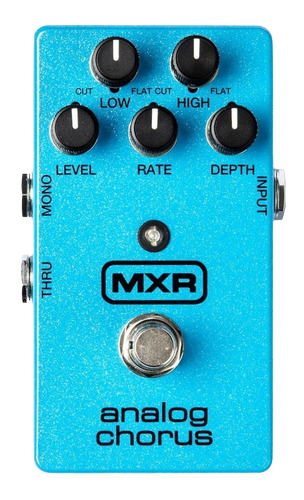 CUT FLAT CUT FLAT
LOW HIGH
LEVEL RATE DEPTH
MONO
INPUT
THRU
MXR
analog
chorus